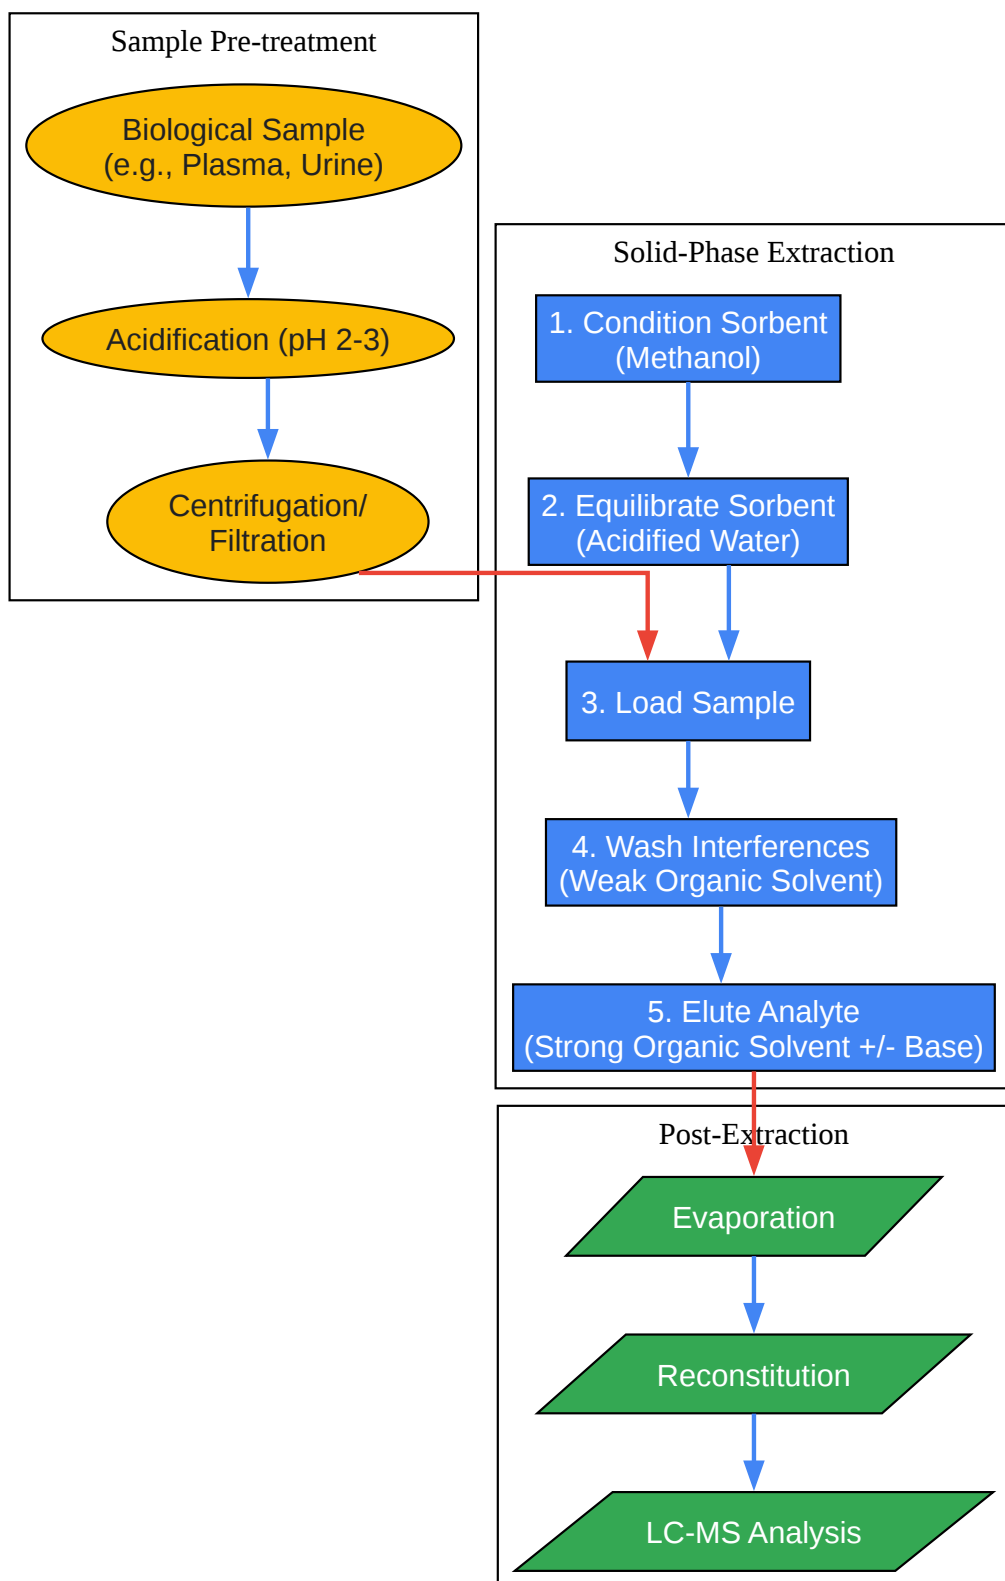 Sample Pre-treatment
Biological Sample
(e.g., Plasma, Urine)
Acidification (pH 2-3)
Centrifugation/
Filtration
Solid-Phase Extraction
1. Condition Sorbent
(Methanol)
2. Equilibrate Sorbent
(Acidified Water)
3. Load Sample
4. Wash Interferences
(Weak Organic Solvent)
5. Elute Analyte
(Strong Organic Solvent +/- Base)
Post-Extraction
Evaporation
Reconstitution
LC-MS Analysis